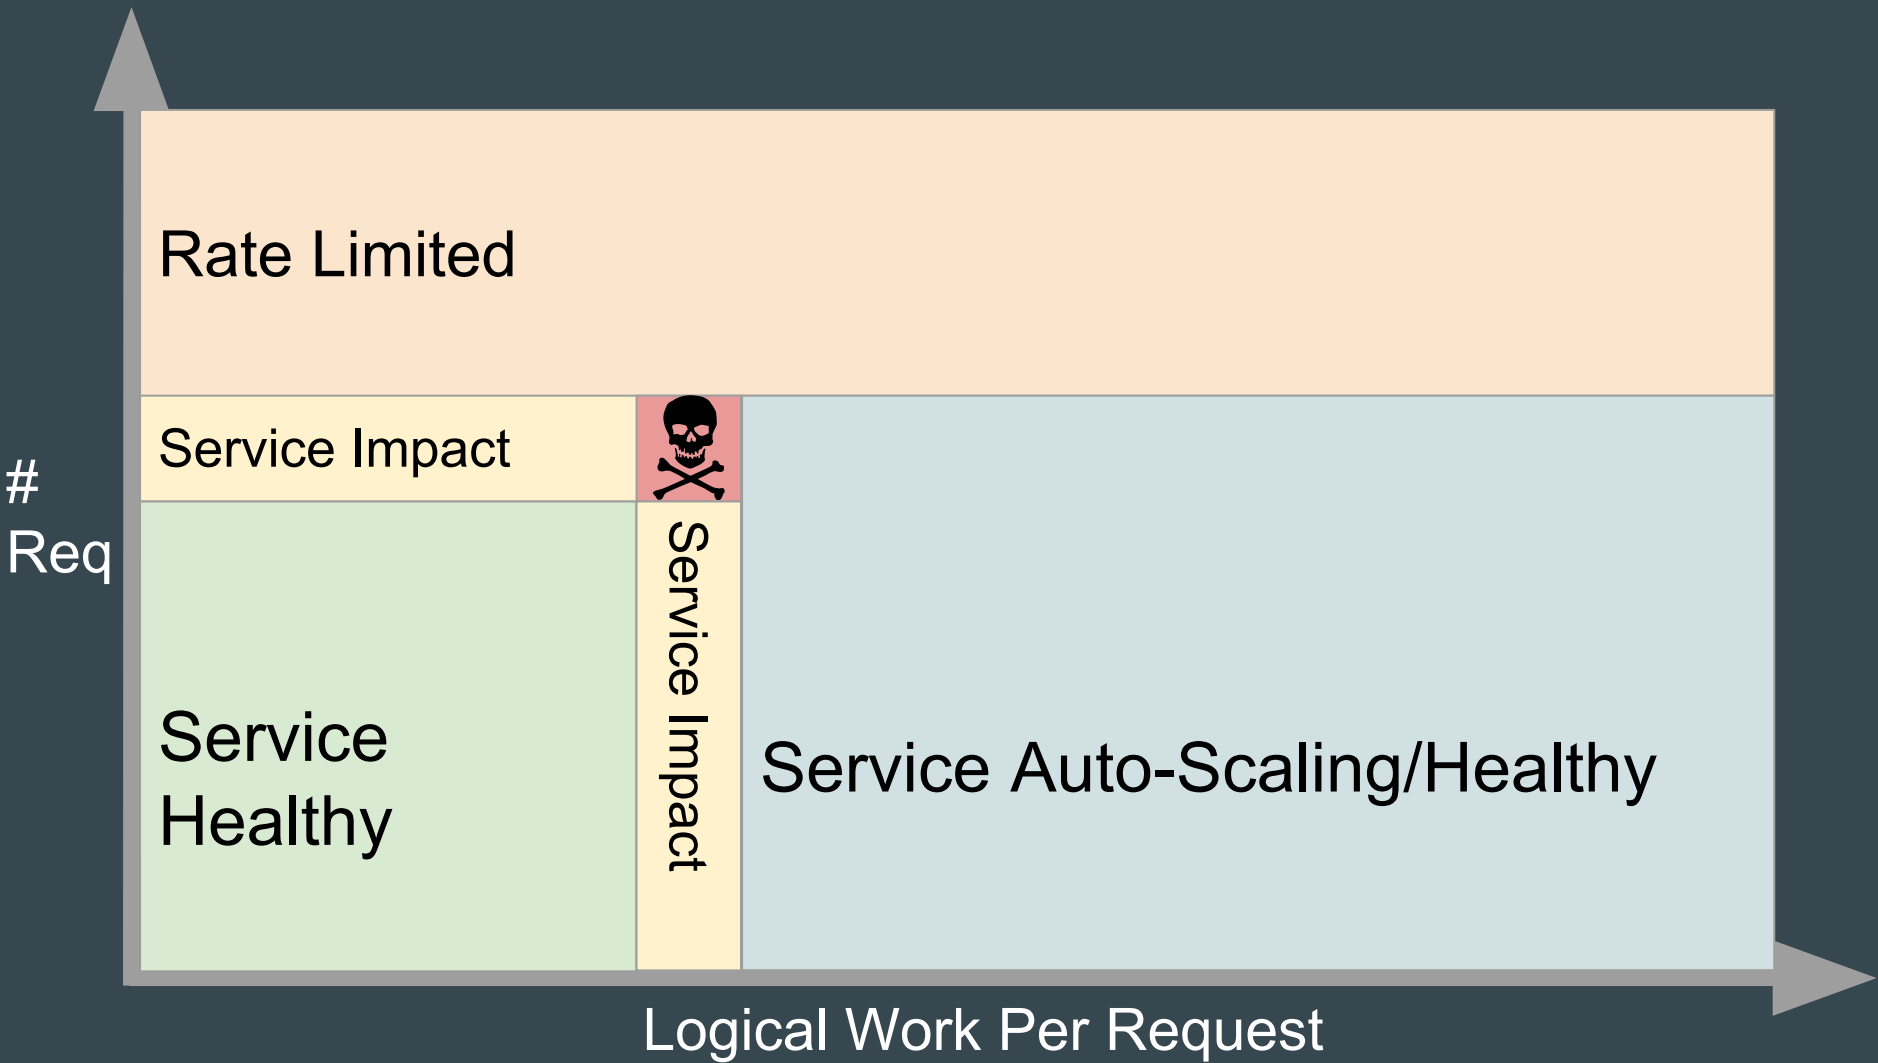 Rate Limited
Service Impact
#
Req
Service Impact
Service
Healthy
Service Auto-Scaling/Healthy
Logical Work Per Request